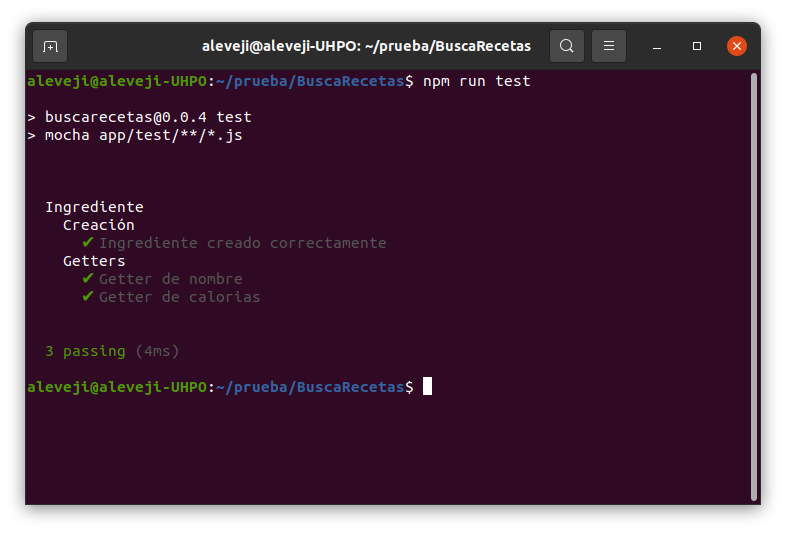 aleveji@aleveji-UHPO: ~/prueba/BuscaRecetas
aleveji@aleveji-UHPO:~/prueba/BuscaRecetas$ npm run test
> buscarecetas@0.0.4 test
> mocha app/test/**/*.js
Ingrediente
Creación
✔ Ingrediente creado correctamente
Getters
✔ Getter de nombre
✔ Getter de calorias
3 passing (4ms)
aleveji@aleveji-UHPO:~/prueba/BuscaRecetas$